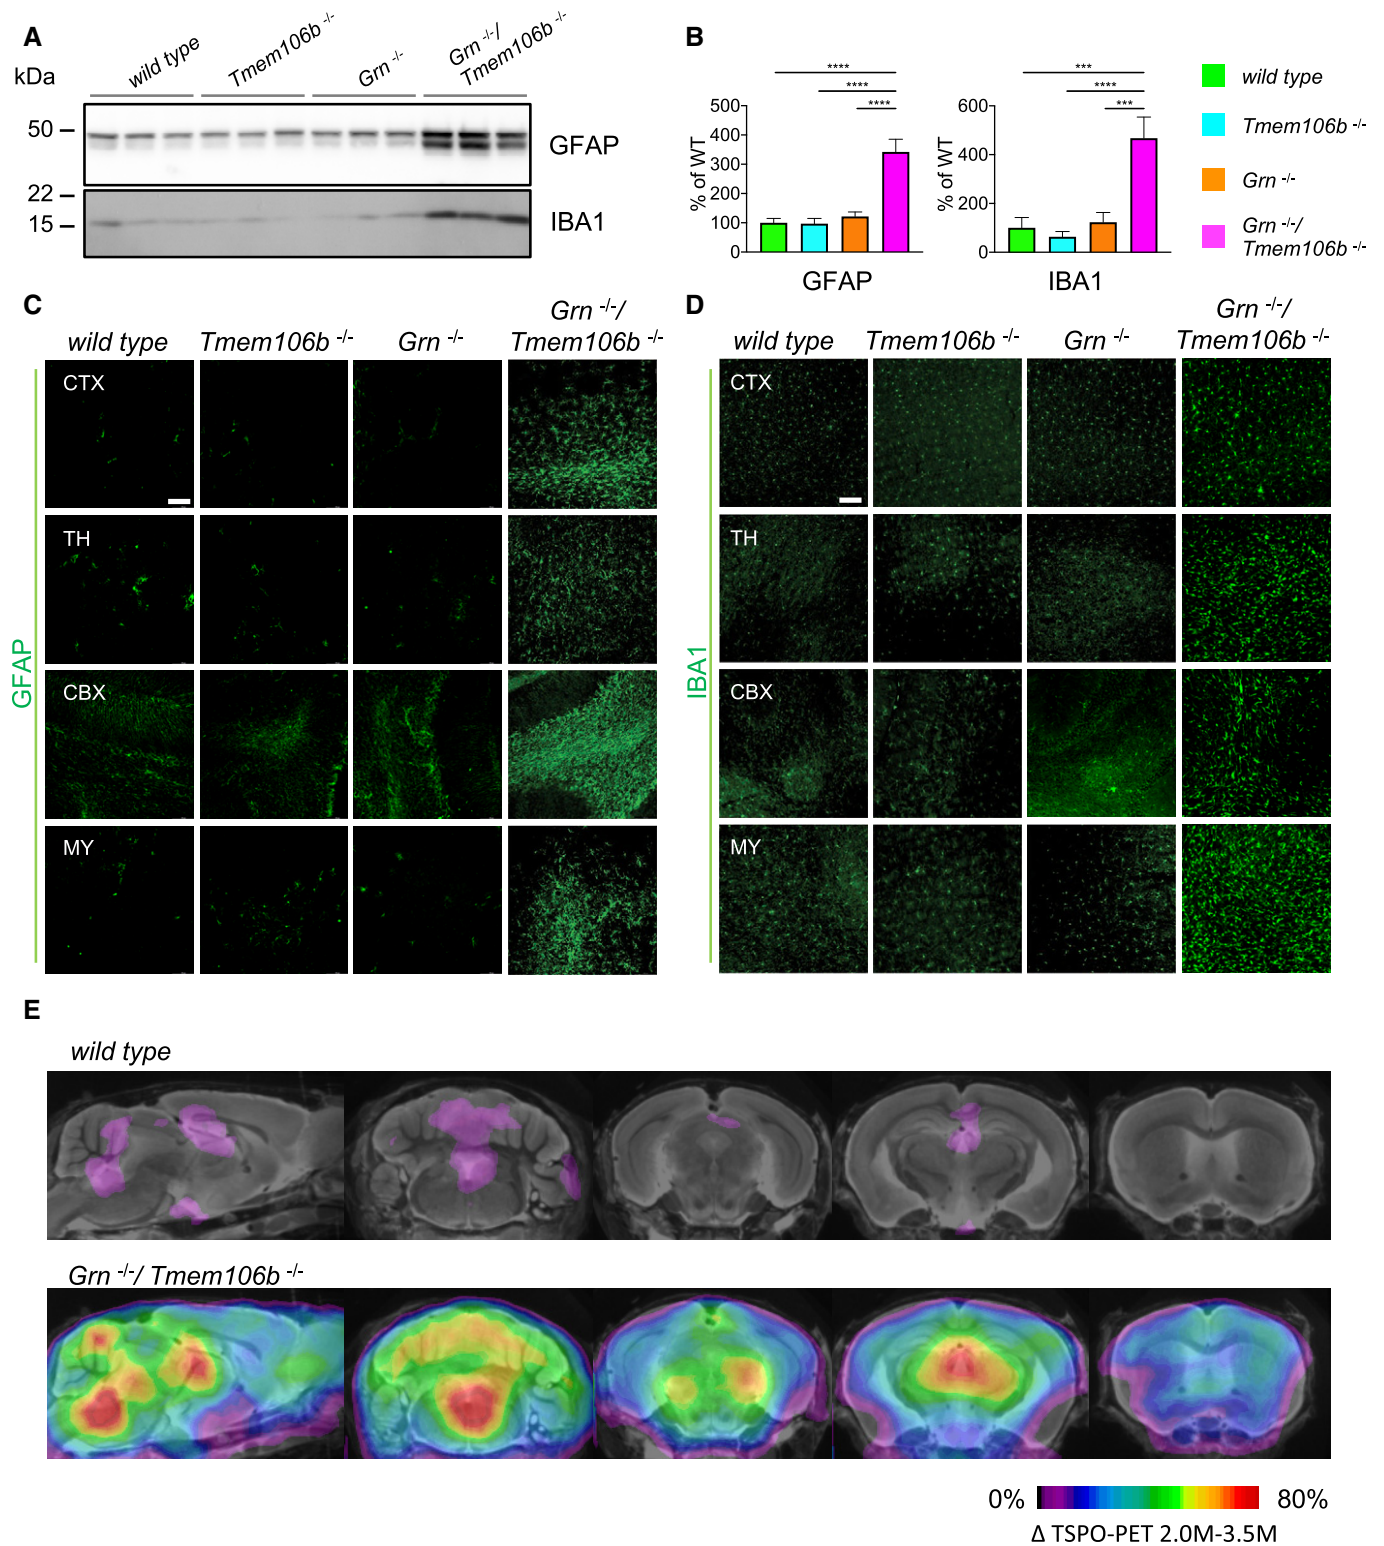 A
kDa
wild type
Tmem106b -/-
Grn -/-
Grn -/-/
Tmem106b -/-
50
GFAP
22
15
IBA1
B
****
****
****
500
400
300
200
100
0
% of WT
GFAP
***
****
***
600
400
200
0
% of WT
IBA1
wild type
Tmem106b -/-
Grn -/-
Grn -/-/
Tmem106b -/-
C
wild type
Tmem106b -/-
Grn -/-
Grn -/-/
Tmem106b -/-
GFAP
CTX
TH
CBX
MY
D
wild type
Tmem106b -/-
Grn -/-
Grn -/-/
Tmem106b -/-
IBA1
CTX
TH
CBX
MY
E
wild type
Grn -/-/ Tmem106b -/-
0%
80%
Δ TSPO-PET 2.0M-3.5M